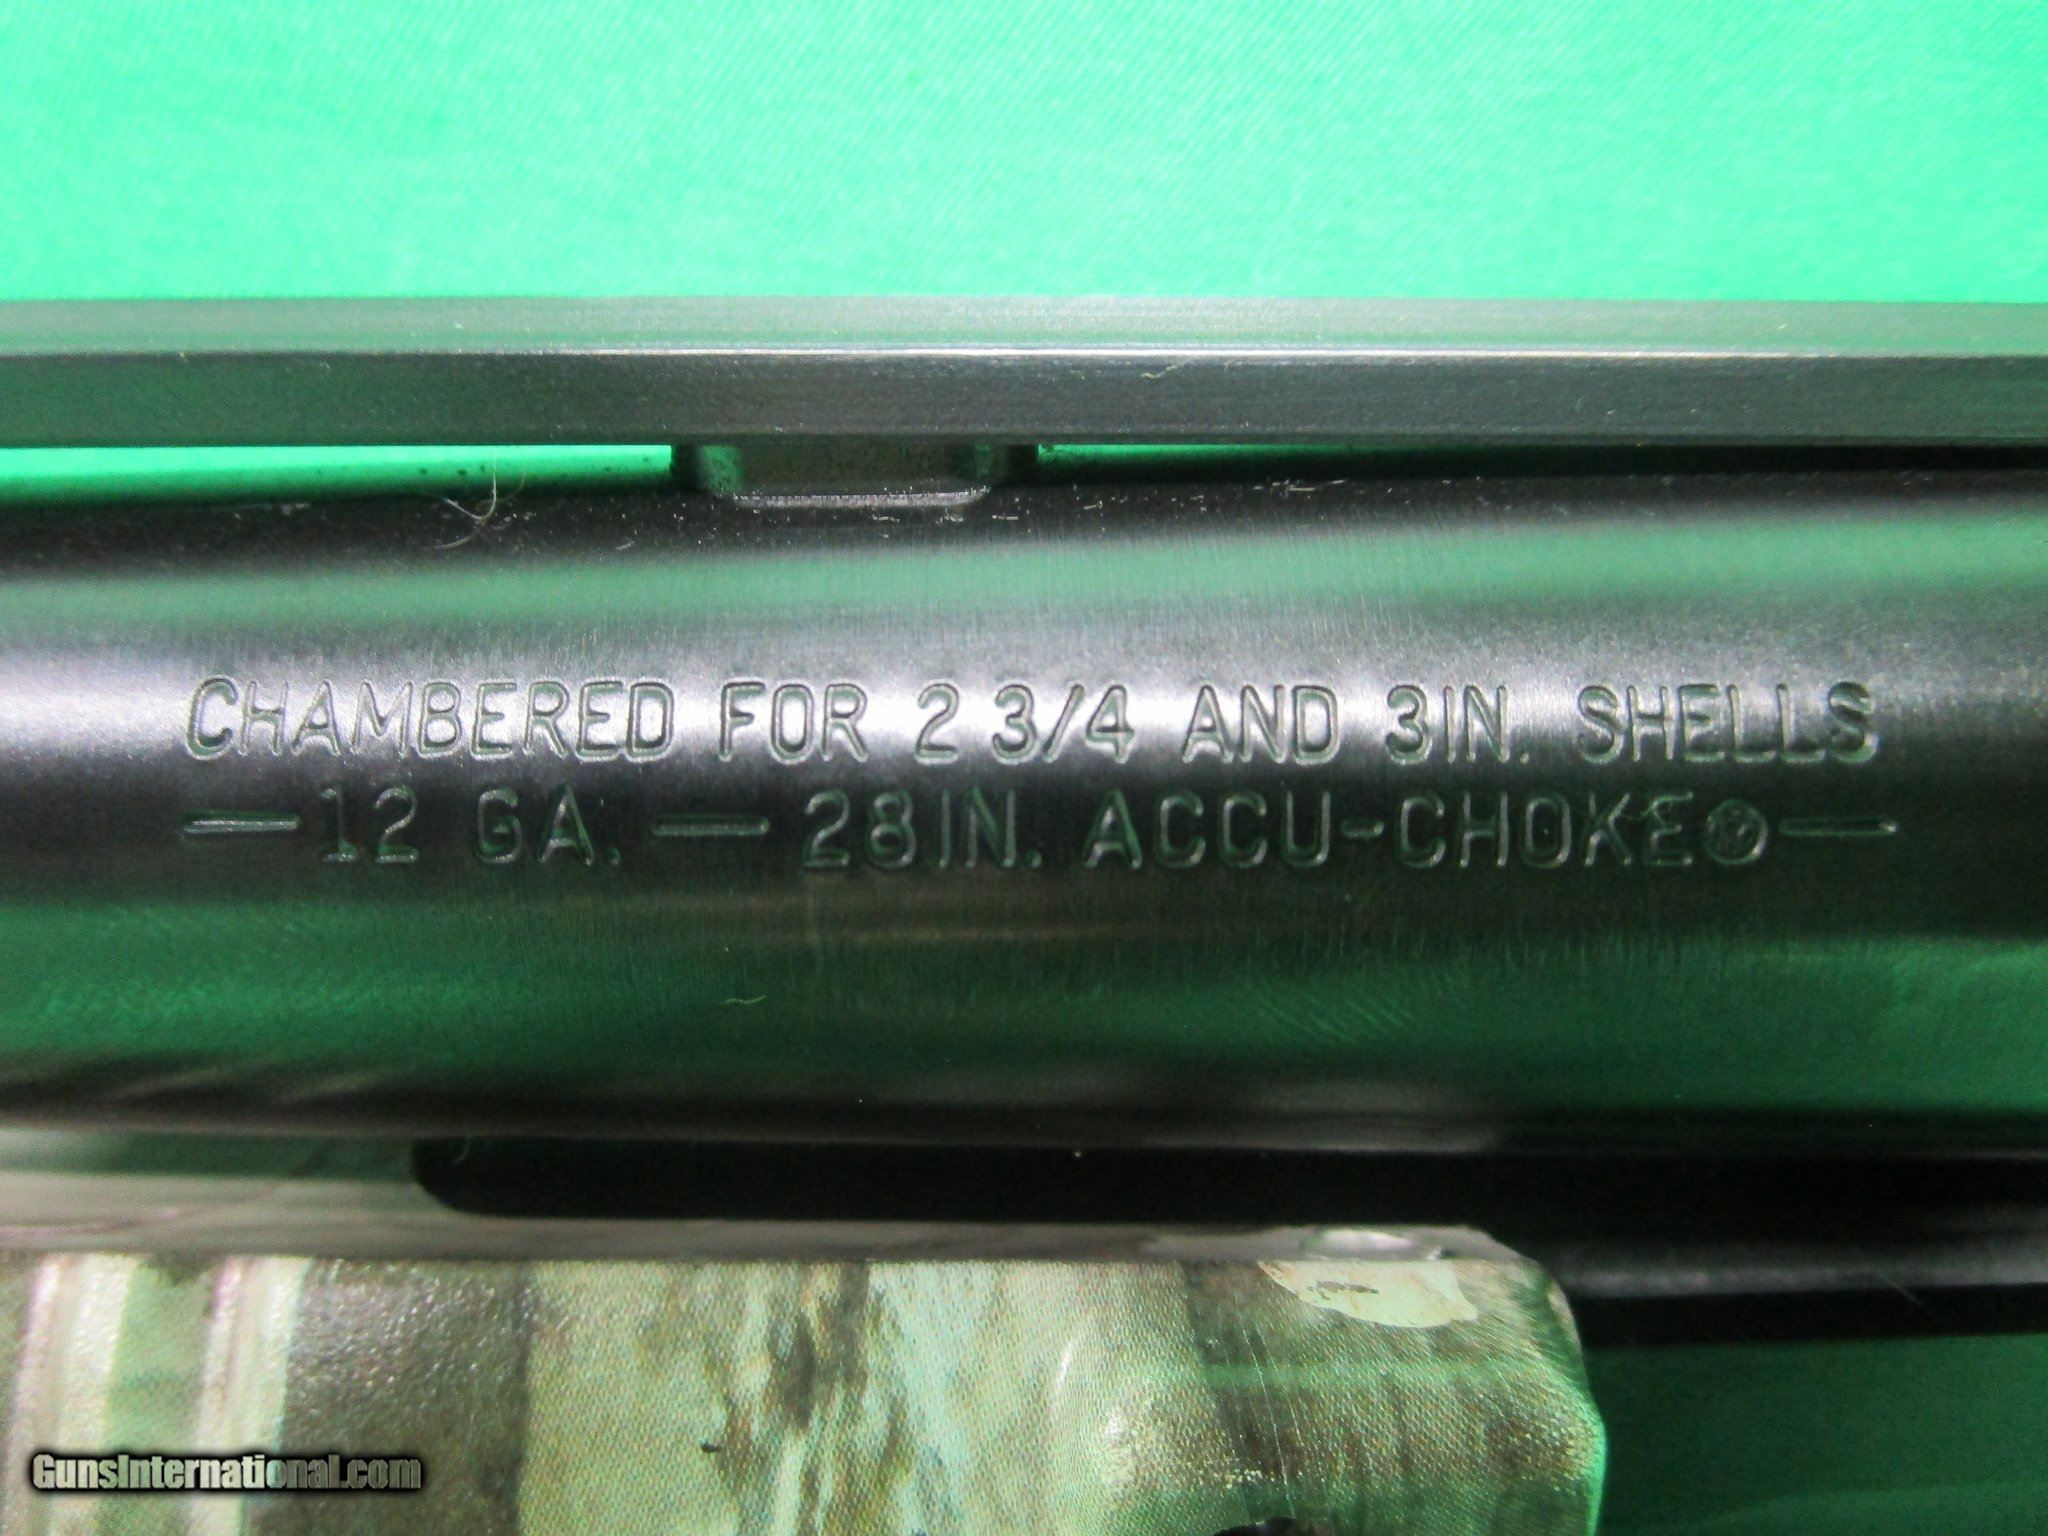 CHAMBERED FOR 2 3/4 AND 3IN. SHELLS
— 12 GA. — 28IN. ACCU-CHOKE® —
GunsInternational.com